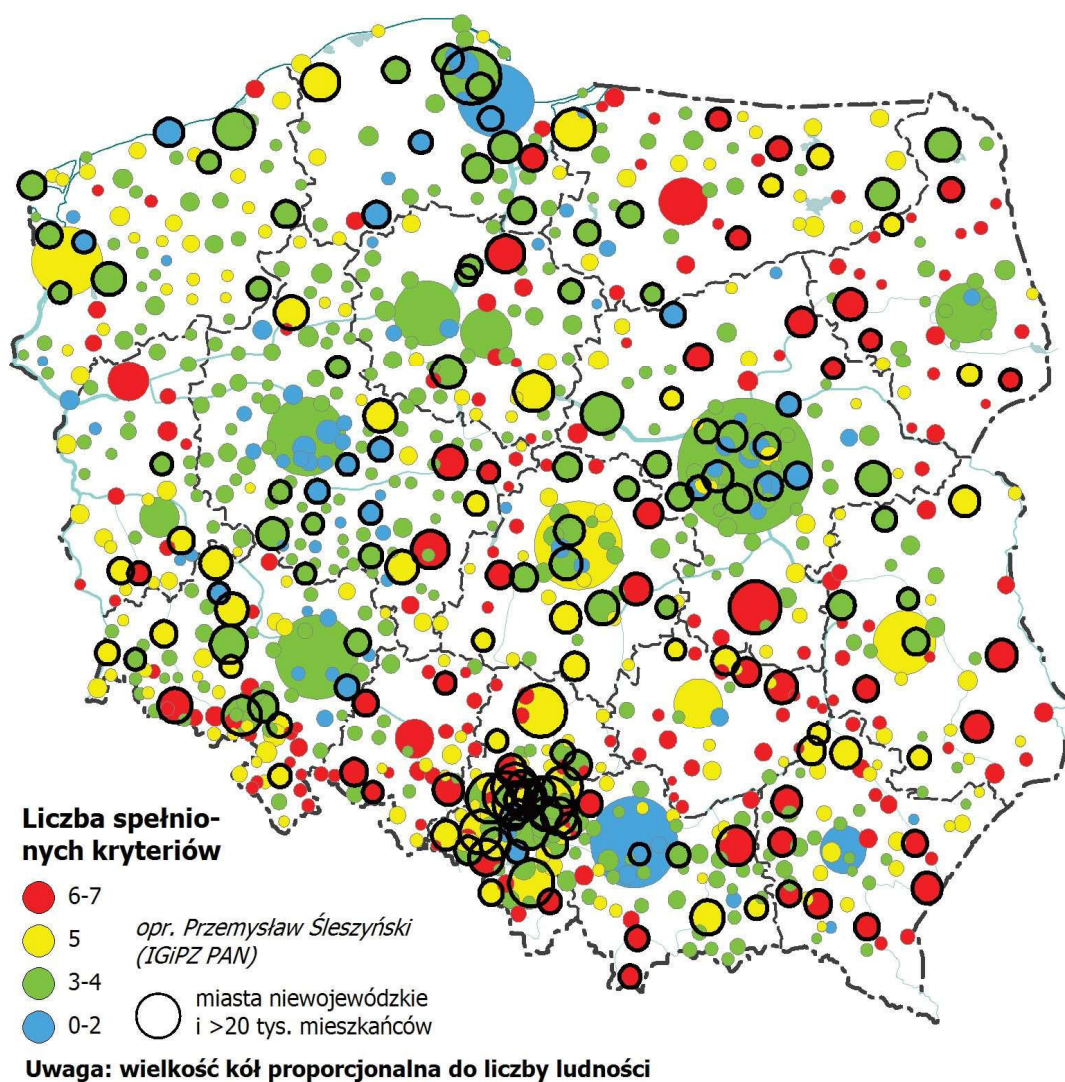 Liczba spełnio-
nych kryteriów
6-7
5
3-4
0-2
opr. Przemysław Śleszyński
(IGiPZ PAN)
miasta niewojewódzkie
i >20 tys. mieszkańców
Uwaga: wielkość kół proporcjonalna do liczby ludności